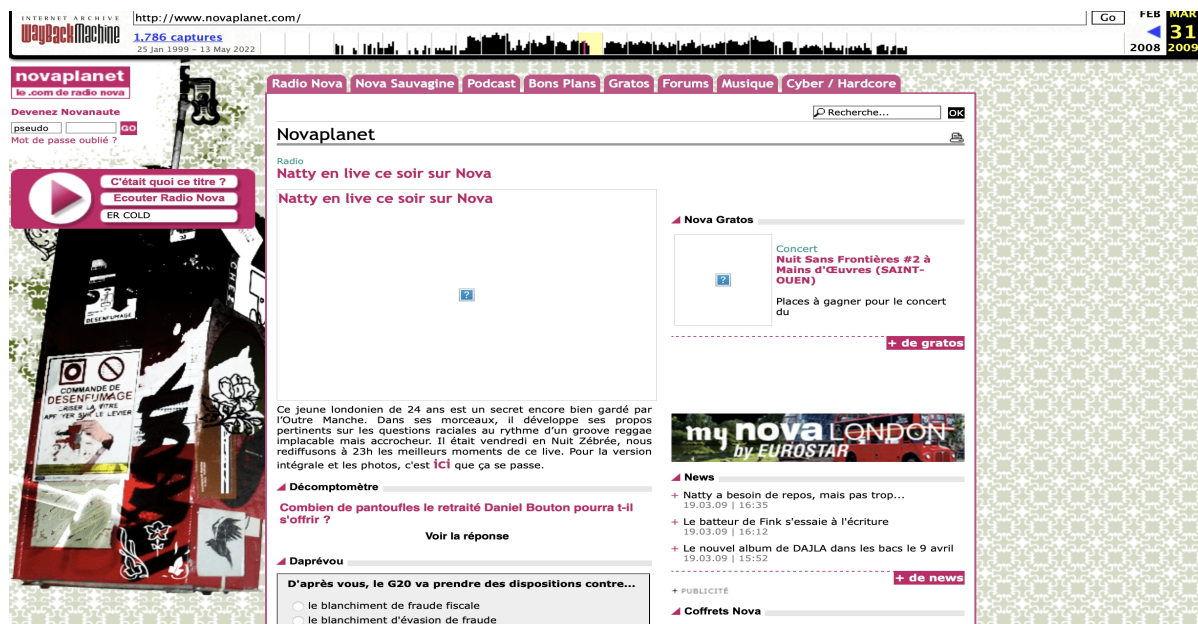 INTERNET ARCHIVE
WayBackMachine
http://www.novaplanet.com/
Go
FEB MAR
1,786 captures
31
25 Jan 1999 – 13 May 2022
2008 2009
novaplanet
le .com de radio nova
Devenez Novanaute
pseudo
GO
Mot de passe oublié ?
C'était quoi ce titre ?
Ecouter Radio Nova
ER COLD
DESENFUMAGE
COMMANDE DE
DESENFUMAGE
LA VITRE
SUR LE LEVIER
Radio Nova
Nova Sauvagine
Podcast
Bons Plans
Gratos
Forums
Musique
Cyber / Hardcore
Recherche...
OK
Novaplanet
Radio
Natty en live ce soir sur Nova
Natty en live ce soir sur Nova
Ce jeune londonien de 24 ans est un secret encore bien gardé par
l'Outre Manche. Dans ses morceaux, il développe ses propos
pertinents sur les questions raciales au rythme d'un groove reggae
implacable mais accrocheur. Il était vendredi en Nuit Zébrée, nous
rediffusons à 23h les meilleurs moments de ce live. Pour la version
intégrale et les photos, c'est ici que ça se passe.
Décomptomètre
Combien de pantoufles le retraité Daniel Bouton pourra t-il
s'offrir ?
Voir la réponse
Daprévou
D'après vous, le G20 va prendre des dispositions contre...
le blanchiment de fraude fiscale
le blanchiment d'évasion de fraude
Nova Gratos
Concert
Nuit Sans Frontières #2 à
Mains d'Œuvres (SAINT-
OUEN)
Places à gagner pour le concert
du
+ de gratos
my nova LONDON
by EUROSTAR
News
+ Natty a besoin de repos, mais pas trop...
19.03.09 | 16:35
+ Le batteur de Fink s'essaie à l'écriture
19.03.09 | 16:12
+ Le nouvel album de DAJLA dans les bacs le 9 avril
19.03.09 | 15:52
+ de news
+ PUBLICITÉ
Coffrets Nova